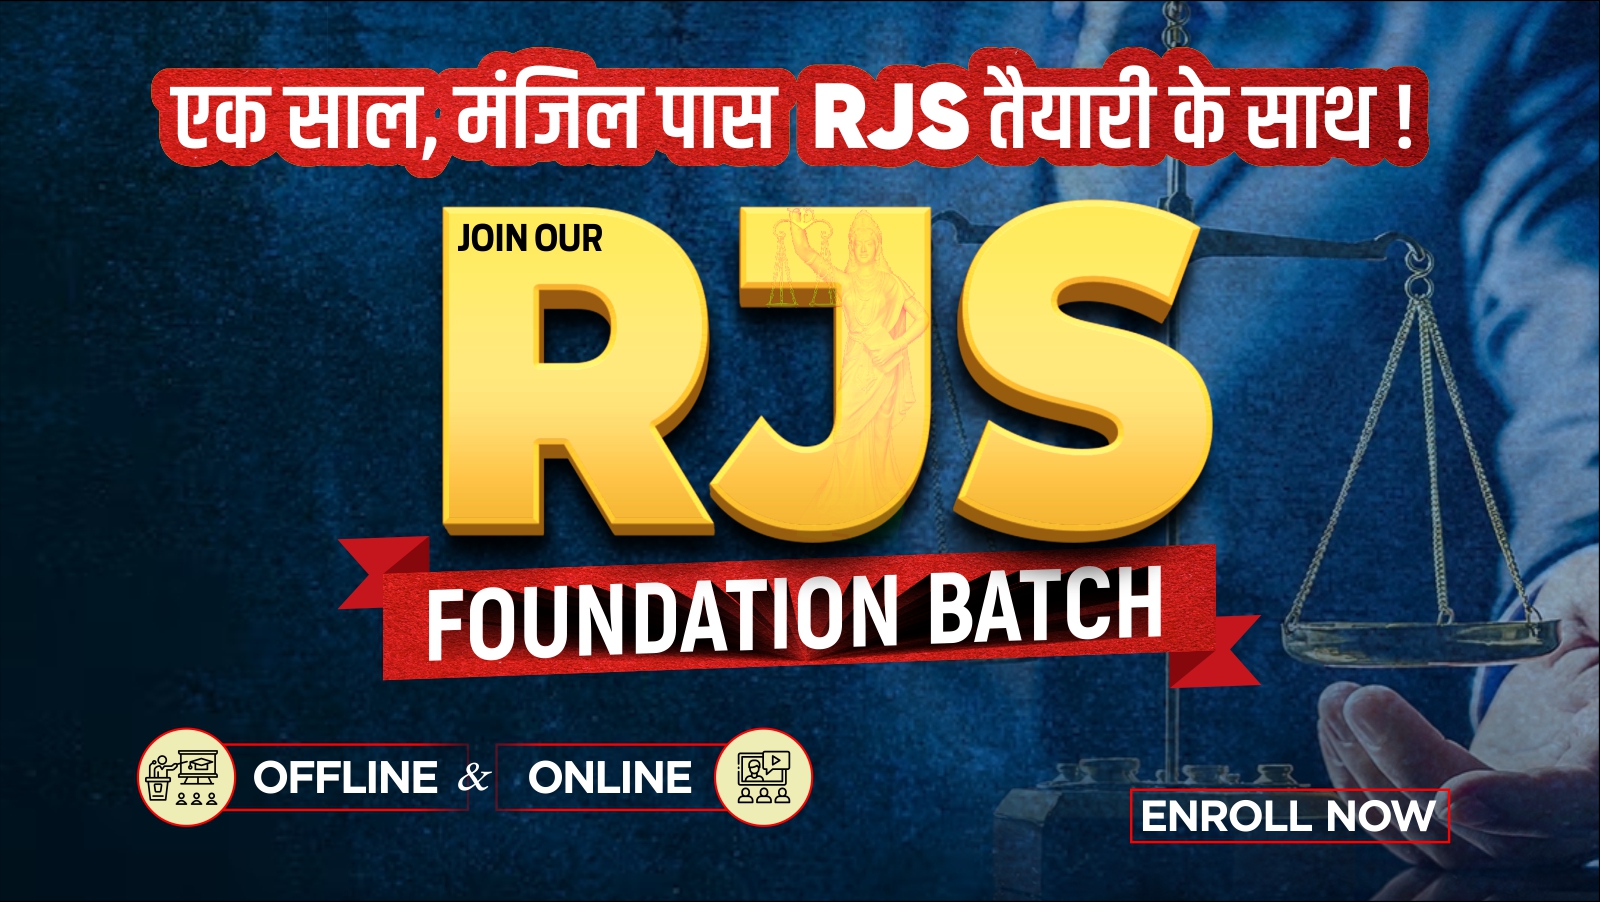 एक साल, मंजिल पास RJS तैयारी के साथ !
JOIN OUR
RJS
FOUNDATION BATCH
OFFLINE & ONLINE
ENROLL NOW